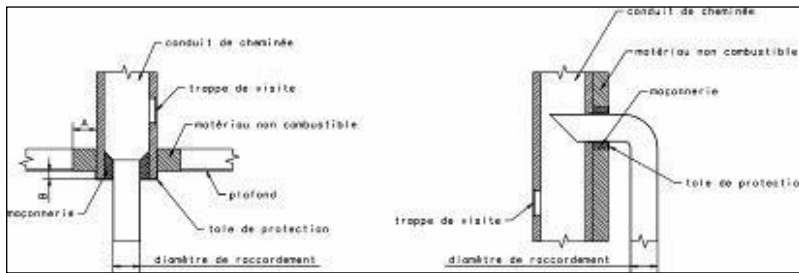 conduit de cheminée
trappe de visite
matériau non combustible
A
B
plafond
maçonnerie
tole de protection
diamètre de raccordement
conduit de cheminée
matériau non combustible
maçonnerie
tole de protection
trappe de visite
diamètre de raccordement